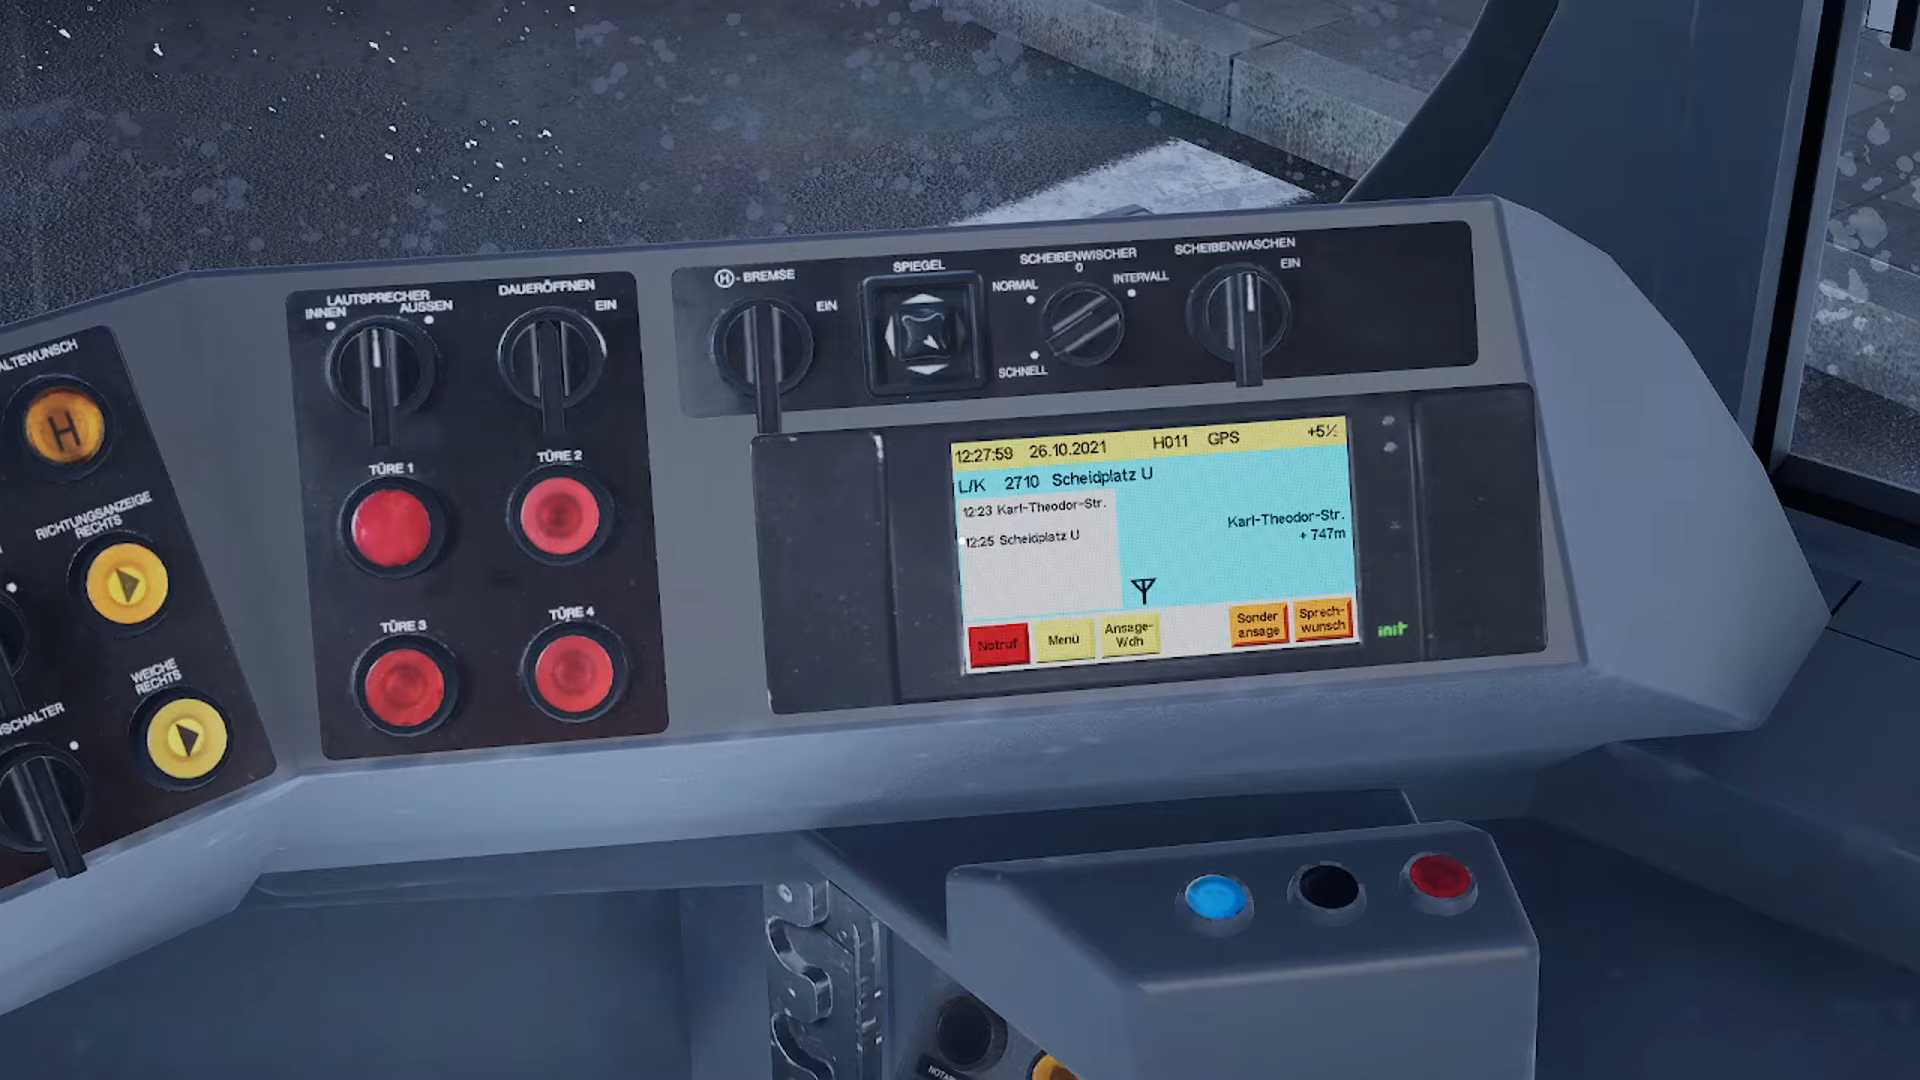 LAUTSPRECHER
INNEN
AUSSEN
DAUERÖFFNEN
EIN
TÜRE 1
TÜRE 2
TÜRE 3
TÜRE 4
H
RICHTUNGSANZEIGE
RECHTS
WEICHE
RECHTS
H - BREMSE
EIN
SPIEGEL
SCHEIBENWISCHER
0
NORMAL
INTERVALL
SCHNELL
SCHEIBENWASCHEN
EIN
12:27:59 26.10.2021 H011 GPS +5½
L/K 2710 Scheidplatz U
12:23 Karl-Theodor-Str.
12:25 Scheidplatz U
Karl-Theodor-Str.
+ 747m
Notruf
Menü
Ansage-
Wdh
Sonder
ansage
Sprech-
wunsch
init